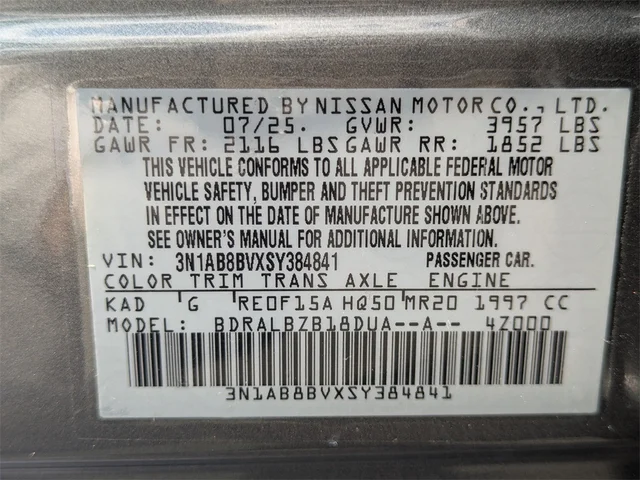 MANUFACTURED BY NISSAN MOTOR CO., LTD.
DATE: 07/25. GVWR: 3957 LBS
GAWR FR: 2116 LBS GAWR RR: 1852 LBS
THIS VEHICLE CONFORMS TO ALL APPLICABLE FEDERAL MOTOR
VEHICLE SAFETY, BUMPER AND THEFT PREVENTION STANDARDS
IN EFFECT ON THE DATE OF MANUFACTURE SHOWN ABOVE.
SEE OWNER'S MANUAL FOR ADDITIONAL INFORMATION.
VIN: 3N1AB8BVXSY384841 PASSENGER CAR.
COLOR TRIM TRANS AXLE ENGINE
KAD G RE0F15A HQ50 MR20 1997 CC
MODEL: BDRALBZB18DUA--A-- 4Z000
3N1AB8BVXSY384841